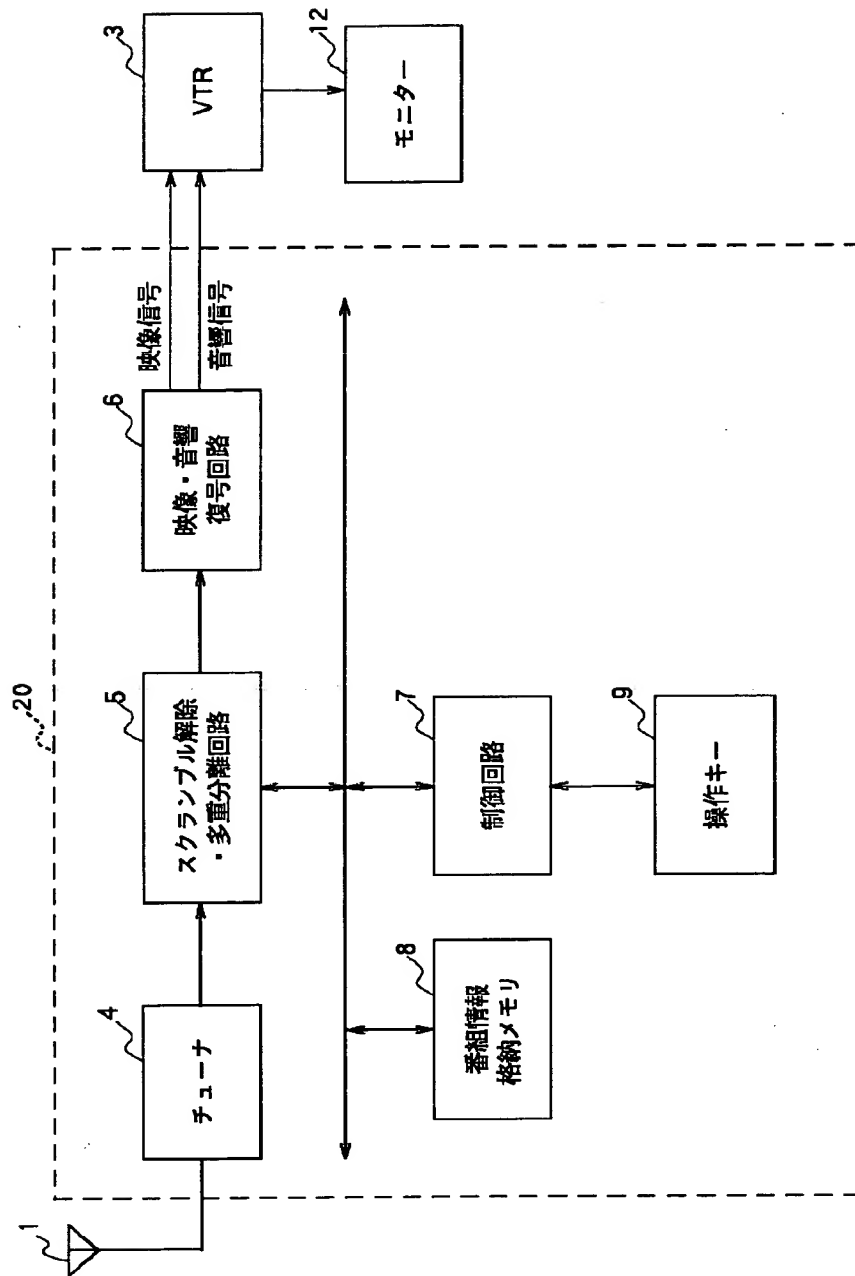 20
1
4
チューナ
5
スクランブル解除
・多重分離回路
6
映像・音響
復号回路
映像信号
音響信号
3
VTR
12
モニター
8
番組情報
格納メモリ
7
制御回路
9
操作キー